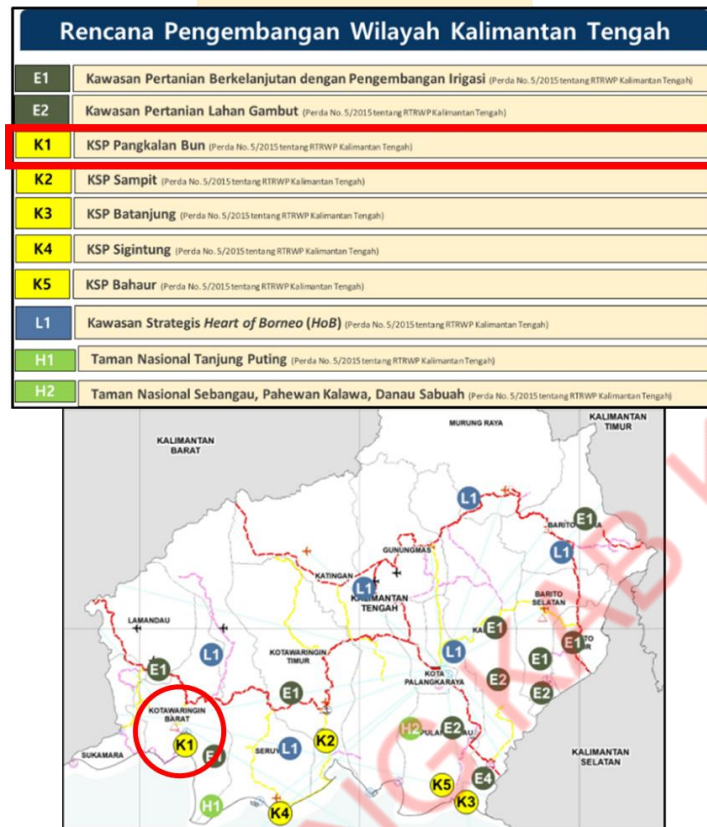 Rencana Pengembangan Wilayah Kalimantan Tengah
E1 Kawasan Pertanian Berkelanjutan dengan Pengembangan Irigasi (Perda No. 5/2015 tentang RTRWP Kalimantan Tengah)
E2 Kawasan Pertanian Lahan Gambut (Perda No. 5/2015 tentang RTRWP Kalimantan Tengah)
K1 KSP Pangkalan Bun (Perda No. 5/2015 tentang RTRWP Kalimantan Tengah)
K2 KSP Sampit (Perda No. 5/2015 tentang RTRWP Kalimantan Tengah)
K3 KSP Batanjung (Perda No. 5/2015 tentang RTRWP Kalimantan Tengah)
K4 KSP Sigintung (Perda No. 5/2015 tentang RTRWP Kalimantan Tengah)
K5 KSP Bahaur (Perda No. 5/2015 tentang RTRWP Kalimantan Tengah)
L1 Kawasan Strategis Heart of Borneo (HoB) (Perda No. 5/2015 tentang RTRWP Kalimantan Tengah)
H1 Taman Nasional Tanjung Puting (Perda No. 5/2015 tentang RTRWP Kalimantan Tengah)
H2 Taman Nasional Sebangau, Pahewan Kalawa, Danau Sabuah (Perda No. 5/2015 tentang RTRWP Kalimantan Tengah)
KALIMANTAN
TIMUR
MURUNG RAYA
KALIMANTAN
BARAT
L1
E1
BARITO
GUNUNGMAS
L1
KATINGAN
L1
KALIMANTAN
TENGAH
BARITO
SELATAN
LAMANDAU
E1
E1
L1
KOTAWARINGIN
TIMUR
L1
E1
E1
KOTA
PALANGKARAYA
E2
E2
E1
KOTAWARINGIN
BARAT
K1
E1
SUKAMARA
L1
K2
H2
E2
KALIMANTAN
SELATAN
K5
E4
H1
K4
K3